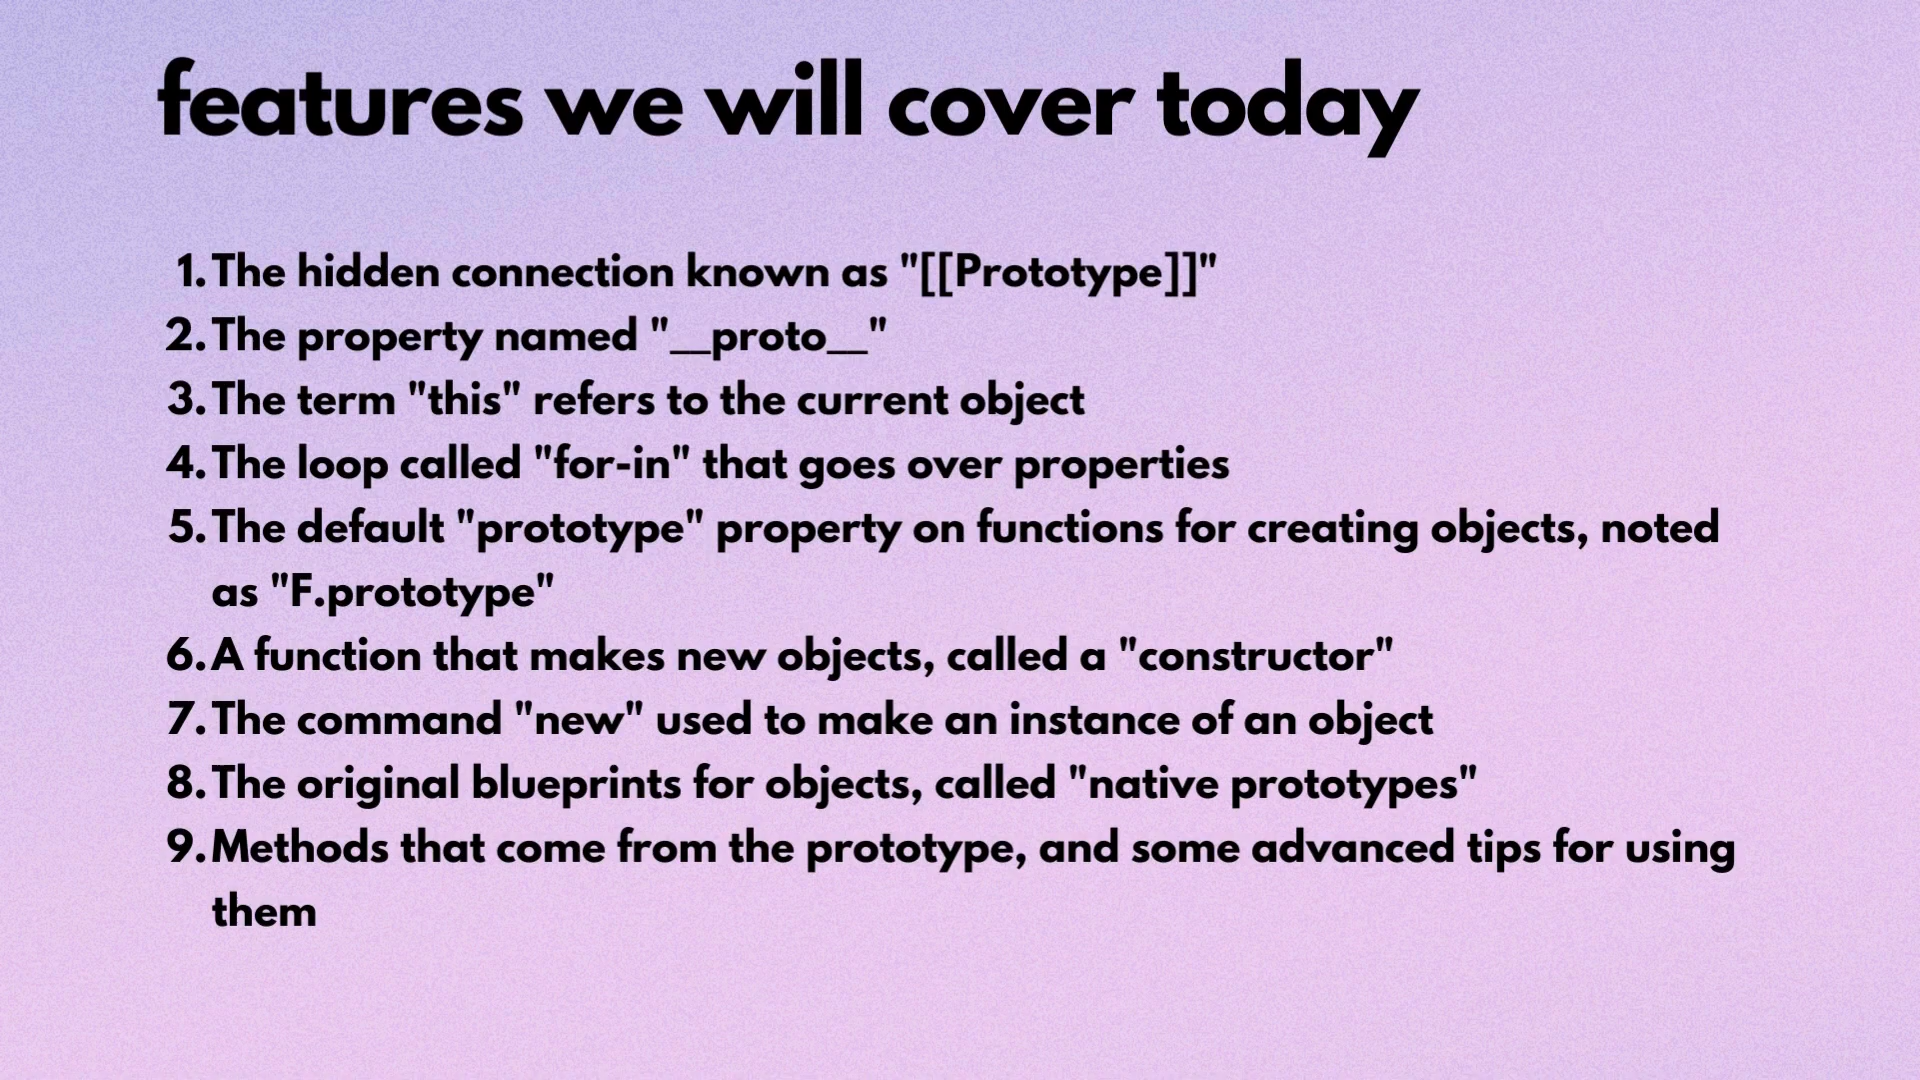 features we will cover today
1. The hidden connection known as "[[Prototype]]"
2. The property named "__proto__"
3. The term "this" refers to the current object
4. The loop called "for-in" that goes over properties
5. The default "prototype" property on functions for creating objects, noted
as "F.prototype"
6. A function that makes new objects, called a "constructor"
7. The command "new" used to make an instance of an object
8. The original blueprints for objects, called "native prototypes"
9. Methods that come from the prototype, and some advanced tips for using
them